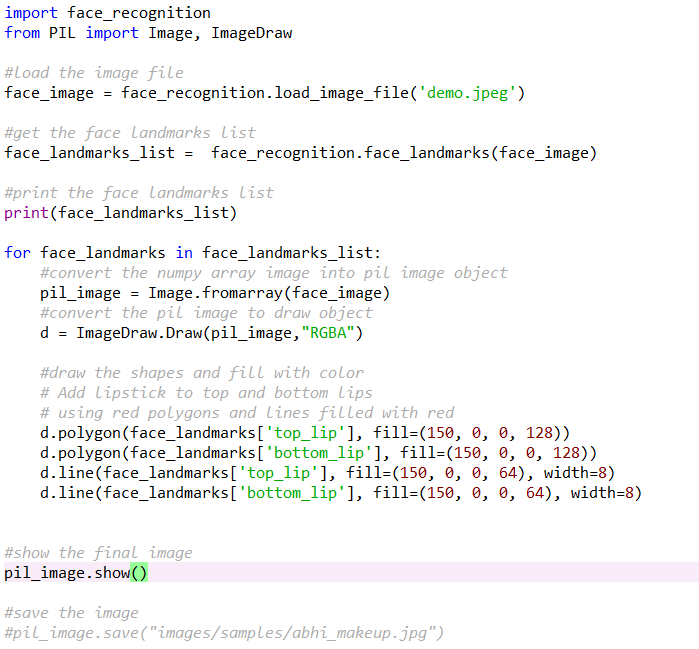 import face_recognition
from PIL import Image, ImageDraw

#load the image file
face_image = face_recognition.load_image_file('demo.jpeg')

#get the face landmarks list
face_landmarks_list =  face_recognition.face_landmarks(face_image)

#print the face landmarks list
print(face_landmarks_list)

for face_landmarks in face_landmarks_list:
    #convert the numpy array image into pil image object
    pil_image = Image.fromarray(face_image)
    #convert the pil image to draw object
    d = ImageDraw.Draw(pil_image,"RGBA")

    #draw the shapes and fill with color
    # Add lipstick to top and bottom lips
    # using red polygons and lines filled with red
    d.polygon(face_landmarks['top_lip'], fill=(150, 0, 0, 128))
    d.polygon(face_landmarks['bottom_lip'], fill=(150, 0, 0, 128))
    d.line(face_landmarks['top_lip'], fill=(150, 0, 0, 64), width=8)
    d.line(face_landmarks['bottom_lip'], fill=(150, 0, 0, 64), width=8)


#show the final image
pil_image.show()

#save the image
#pil_image.save("images/samples/abhi_makeup.jpg")